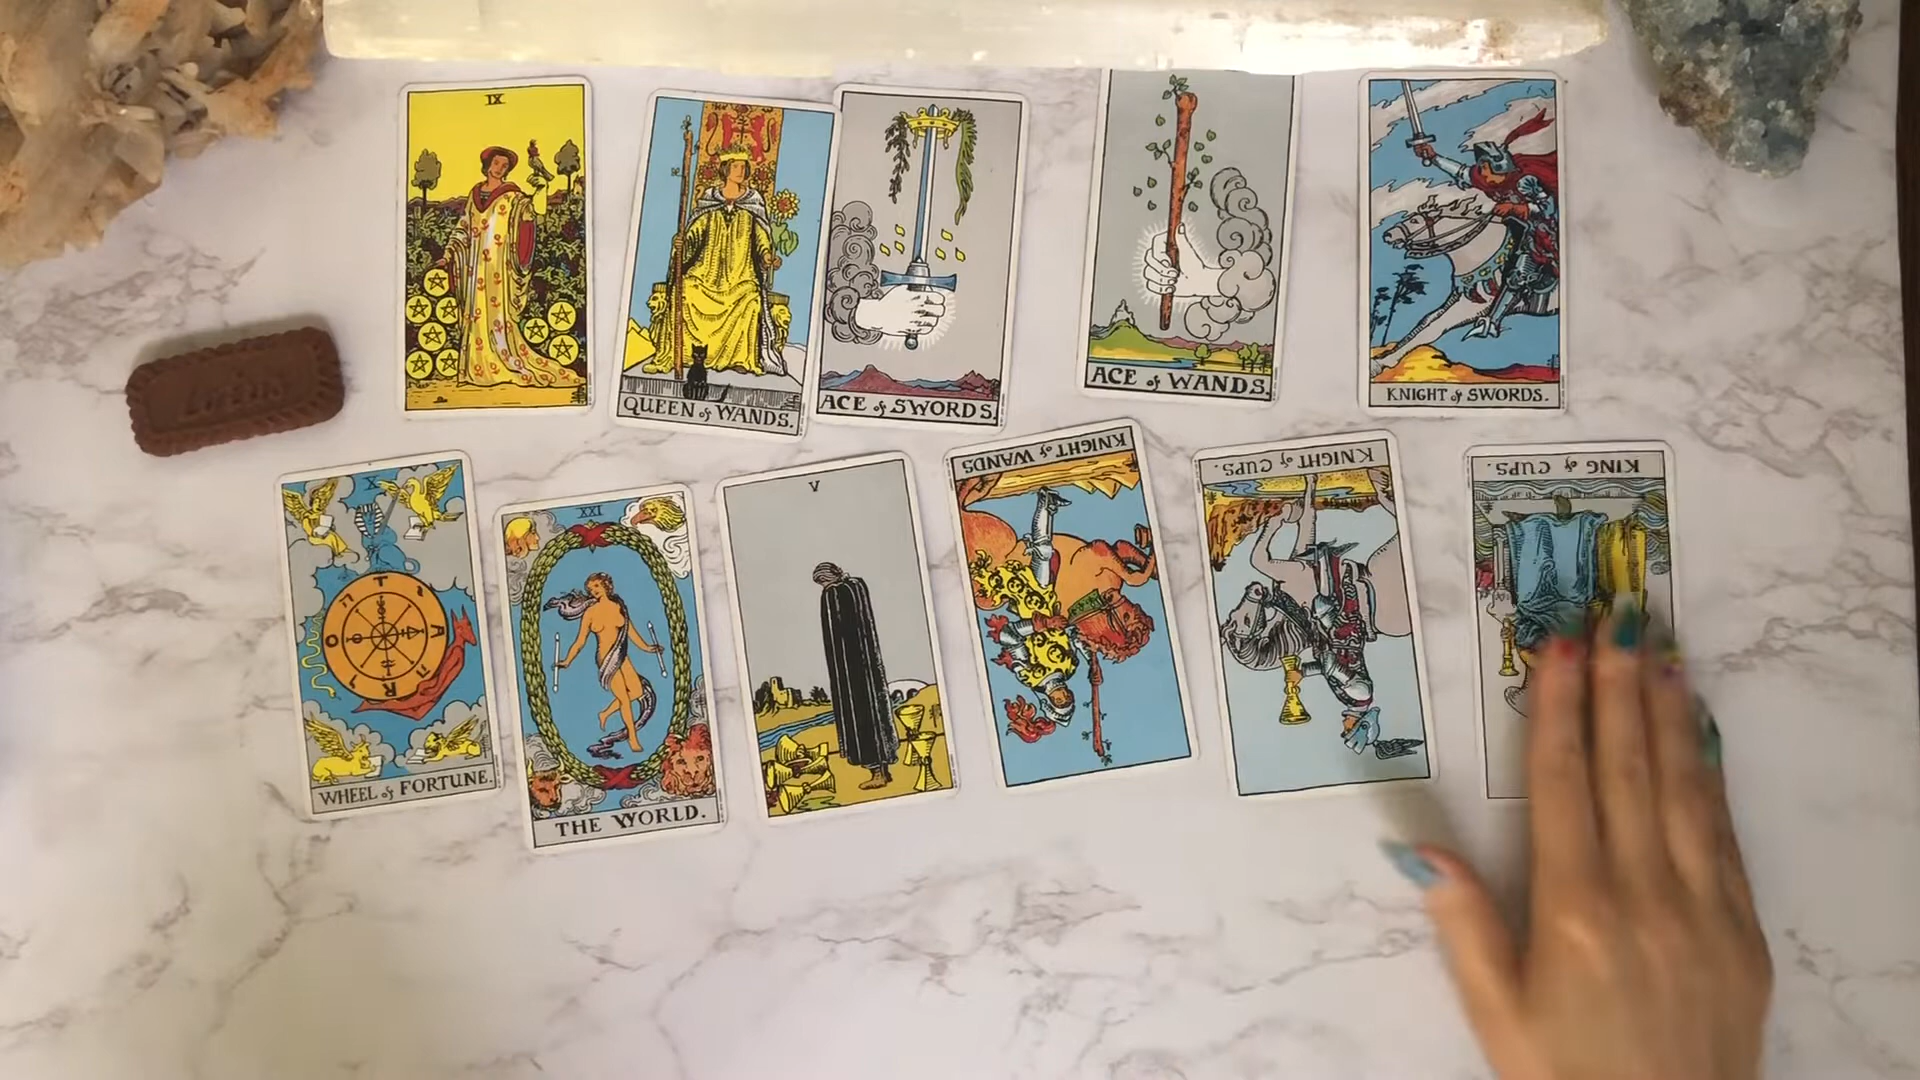 IX
QUEEN of WANDS.
ACE of SWORDS.
ACE of WANDS.
KNIGHT of SWORDS.
X
T
A
R
O
WHEEL of FORTUNE.
XXI
THE WORLD.
V
KNIGHT of WANDS
KNIGHT of CUPS.
KING of CUPS.